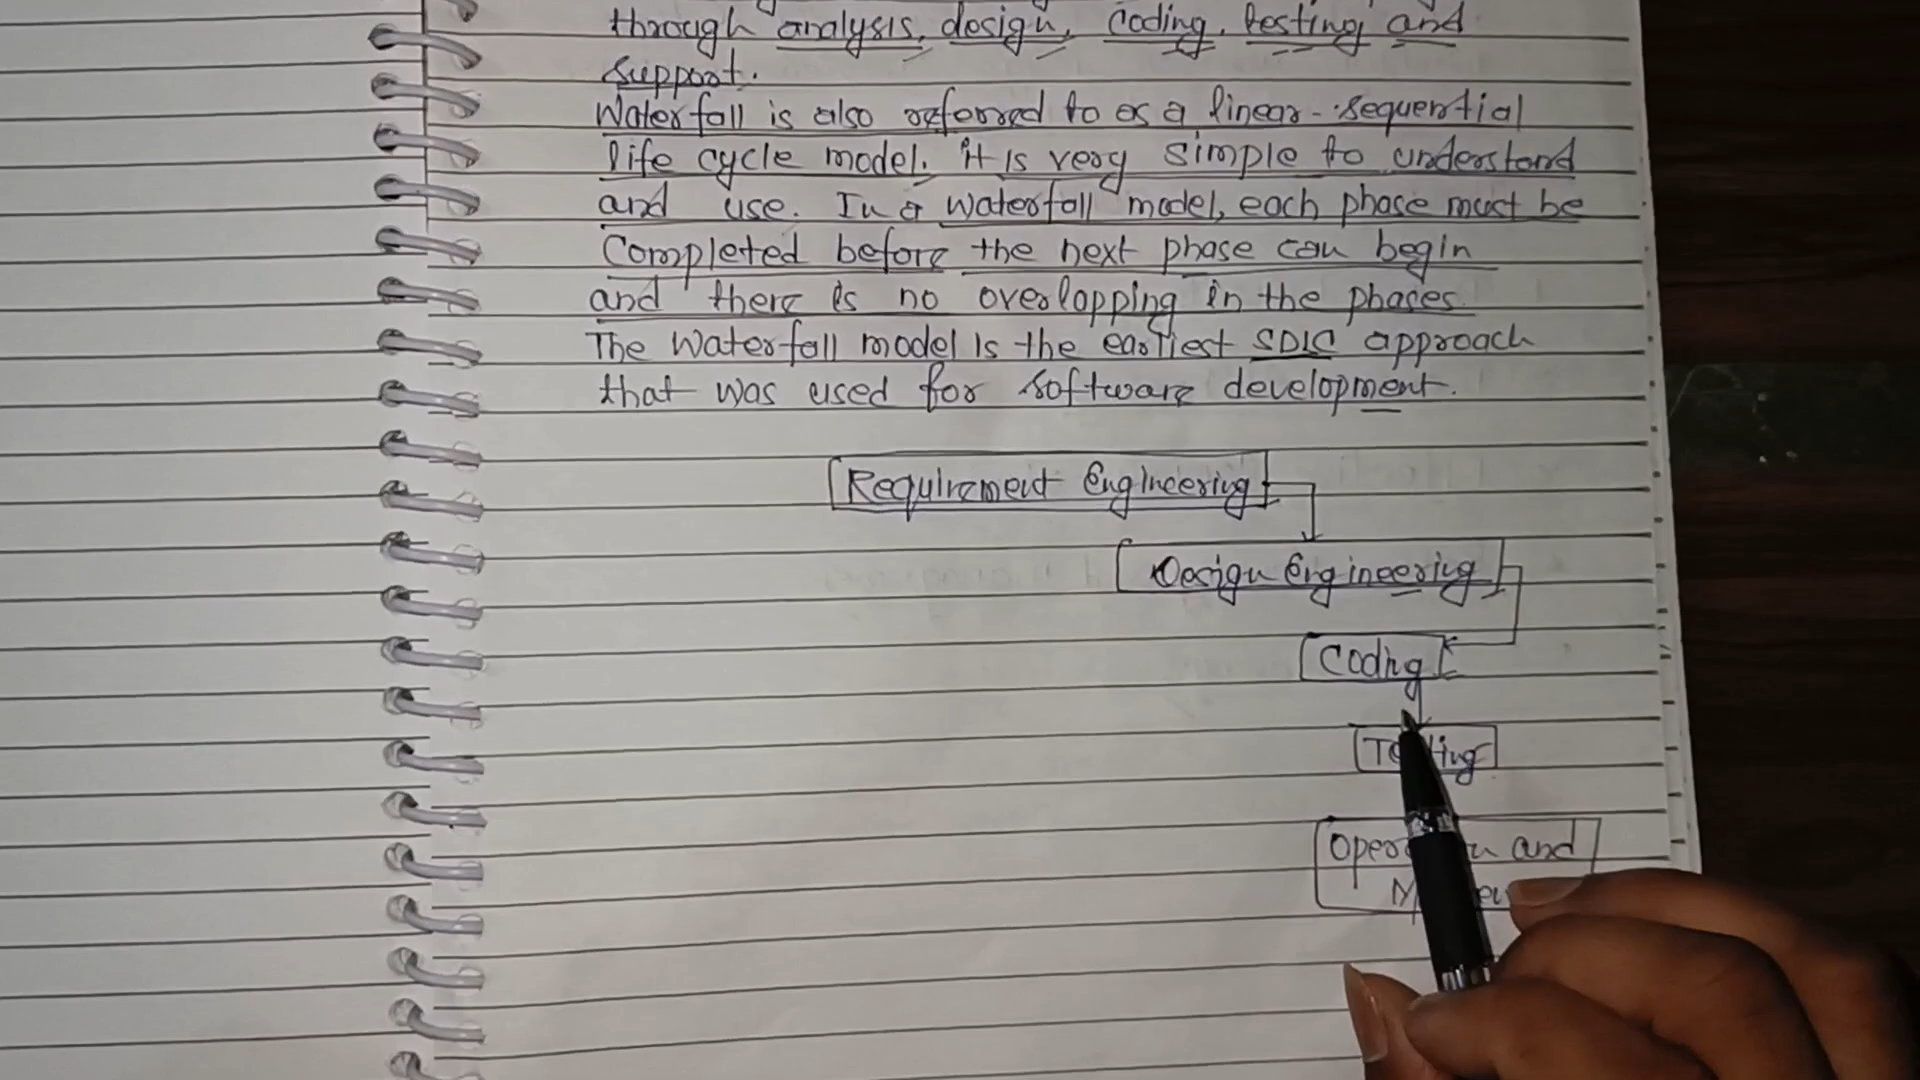 through analysis, design, coding, testing and
support.
Waterfall is also referred to as a linear-sequential
life cycle model. it is very simple to understand
and use. In a waterfall model, each phase must be
Completed before the next phase can begin
and there is no overlapping in the phases.
The Waterfall model is the earliest SDLC approach
that was used for software development.
Requirement Engineering
Design Engineering
Coding
and